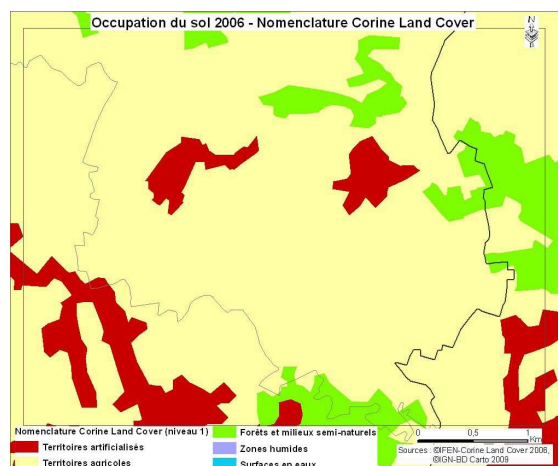 Occupation du sol 2006 - Nomenclature Corine Land Cover
N
Nomenclature Corine Land Cover (niveau 1)
Territoires artificialisés
Territoires agricoles
Forêts et milieux semi-naturels
Zones humides
Surfaces en eaux
0 0,5 1
Km
Sources : ©IFEN-Corine Land Cover 2006,
©IGN-BD Carto 2009